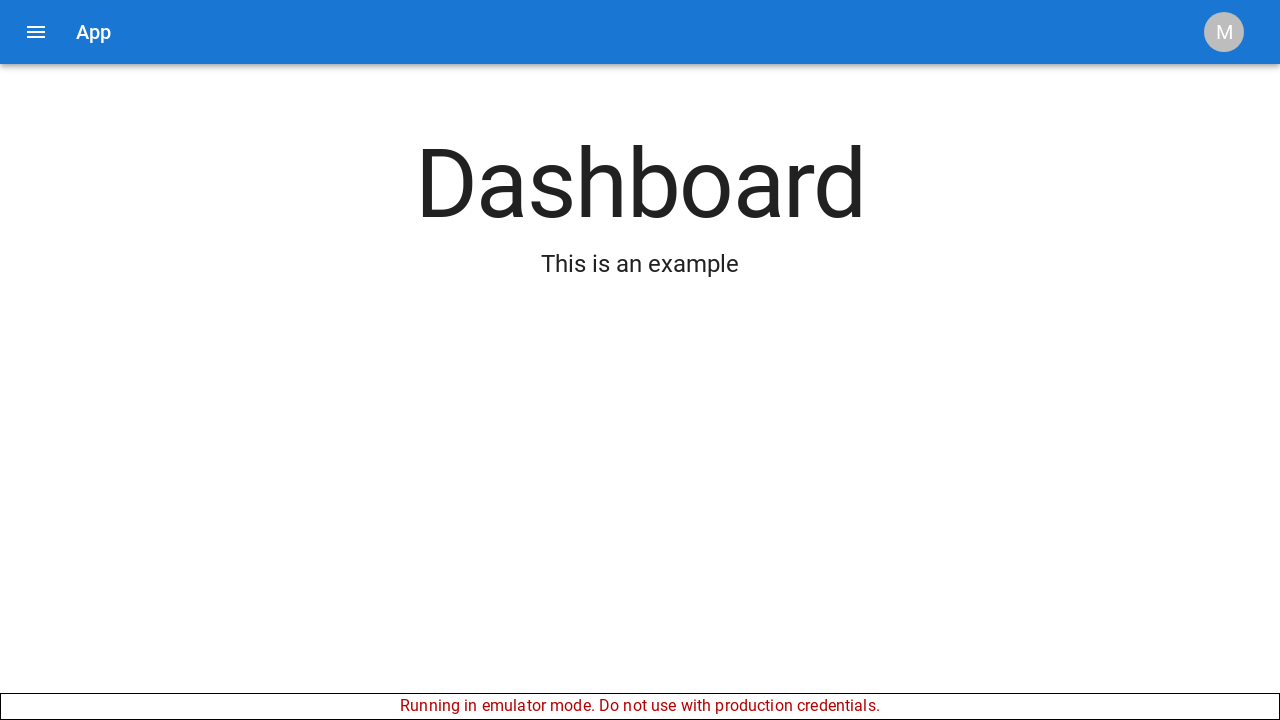 App
M
Dashboard
This is an example
Running in emulator mode. Do not use with production credentials.